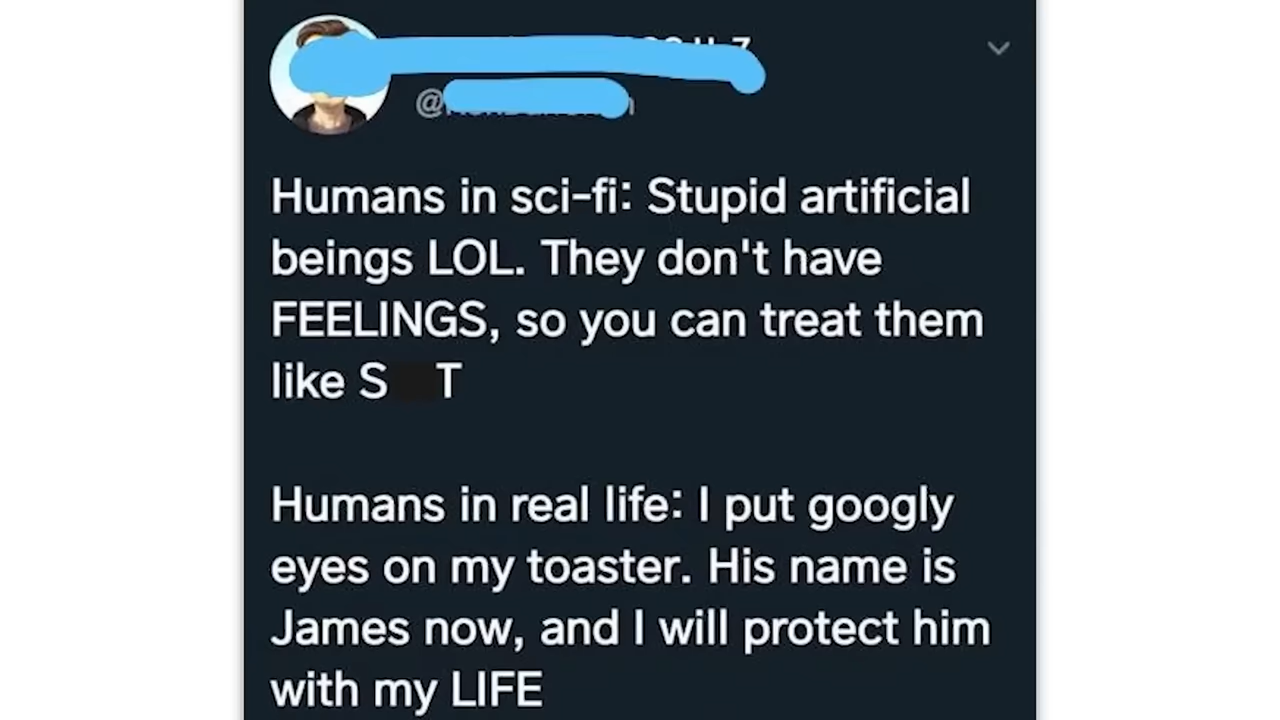 @
Humans in sci-fi: Stupid artificial
beings LOL. They don't have
FEELINGS, so you can treat them
like S T
Humans in real life: I put googly
eyes on my toaster. His name is
James now, and I will protect him
with my LIFE